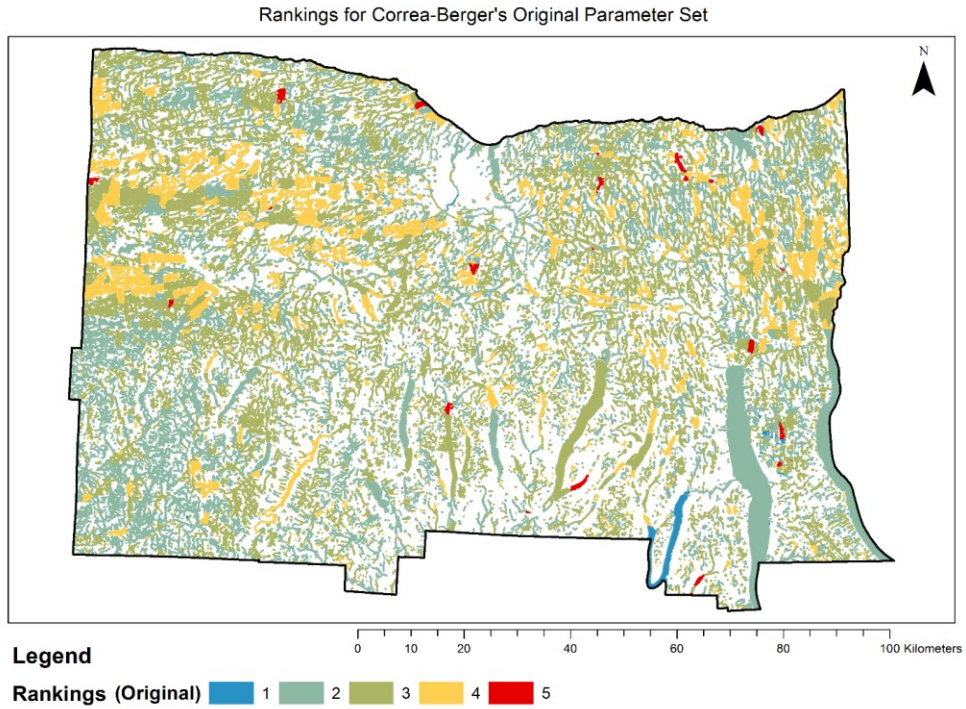 Rankings for Correa-Berger's Original Parameter Set
N
0 10 20 40 60 80 100 Kilometers
Legend
Rankings (Original) 1 2 3 4 5